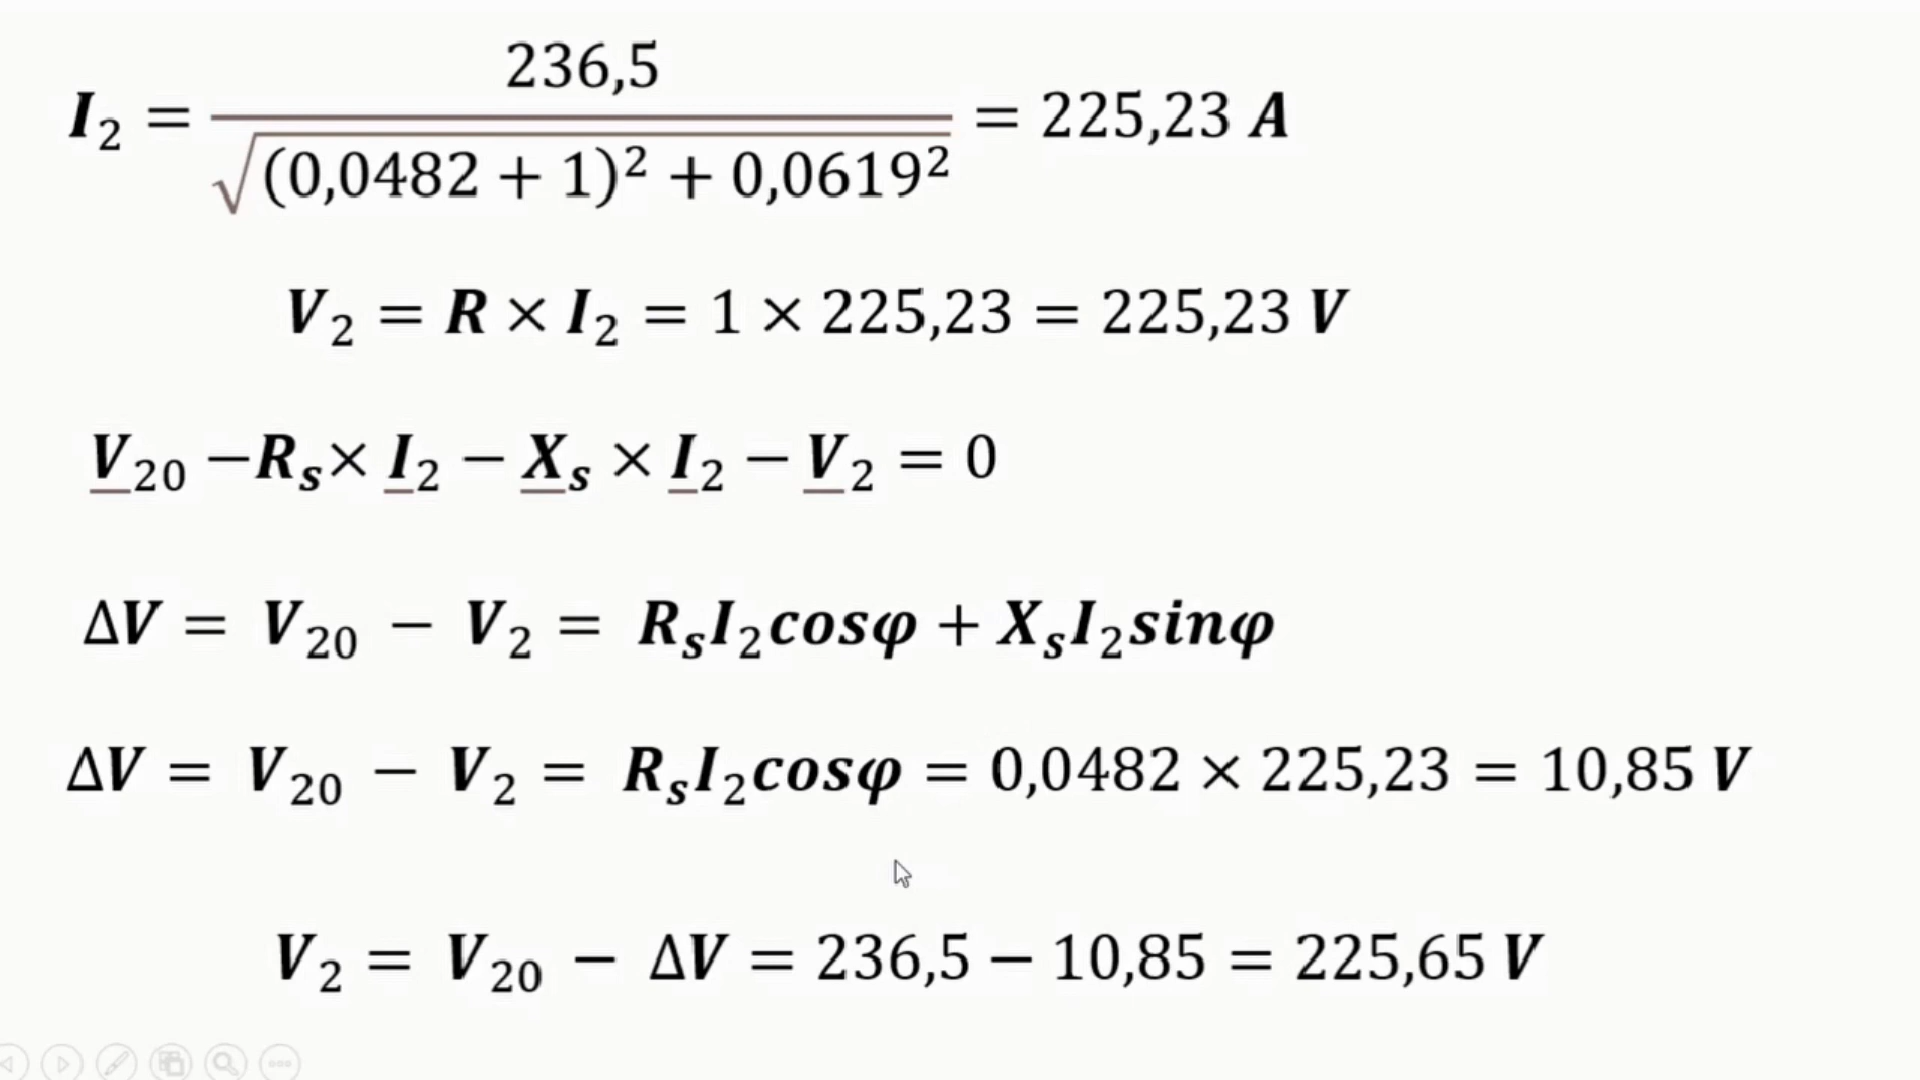 I₂ = 236,5 / √((0,0482 + 1)² + 0,0619²) = 225,23 A
V₂ = R × I₂ = 1 × 225,23 = 225,23 V
V₂₀ −Rₛ× I₂ − Xₛ × I₂ − V₂ = 0
ΔV = V₂₀ − V₂ = RₛI₂cosφ + XₛI₂sinφ
ΔV = V₂₀ − V₂ = RₛI₂cosφ = 0,0482 × 225,23 = 10,85 V
V₂ = V₂₀ − ΔV = 236,5 − 10,85 = 225,65 V